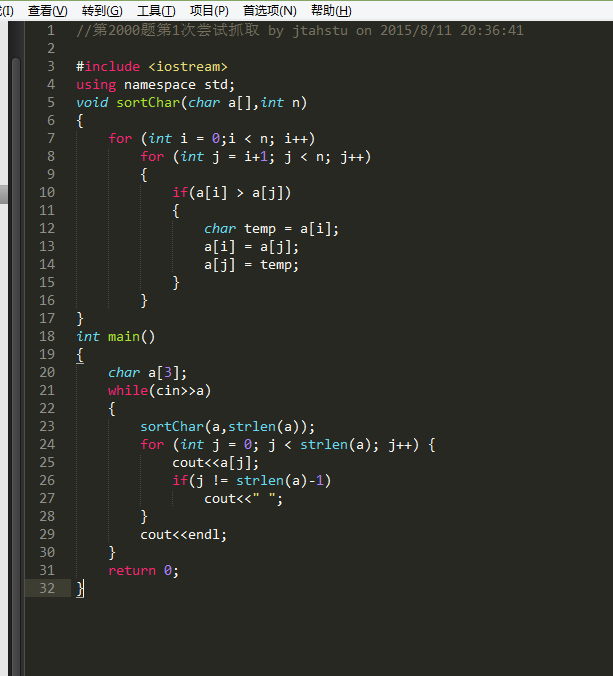 (I) 查看(V) 转到(G) 工具(T) 项目(P) 首选项(N) 帮助(H)
1 //第2000题第1次尝试抓取 by jtahstu on 2015/8/11 20:36:41
2
3 #include <iostream>
4 using namespace std;
5 void sortChar(char a[],int n)
6 {
7     for (int i = 0;i < n; i++)
8         for (int j = i+1; j < n; j++)
9         {
10             if(a[i] > a[j])
11             {
12                 char temp = a[i];
13                 a[i] = a[j];
14                 a[j] = temp;
15             }
16         }
17 }
18 int main()
19 {
20     char a[3];
21     while(cin>>a)
22     {
23         sortChar(a,strlen(a));
24         for (int j = 0; j < strlen(a); j++) {
25             cout<<a[j];
26             if(j != strlen(a)-1)
27                 cout<<" ";
28         }
29         cout<<endl;
30     }
31     return 0;
32 }